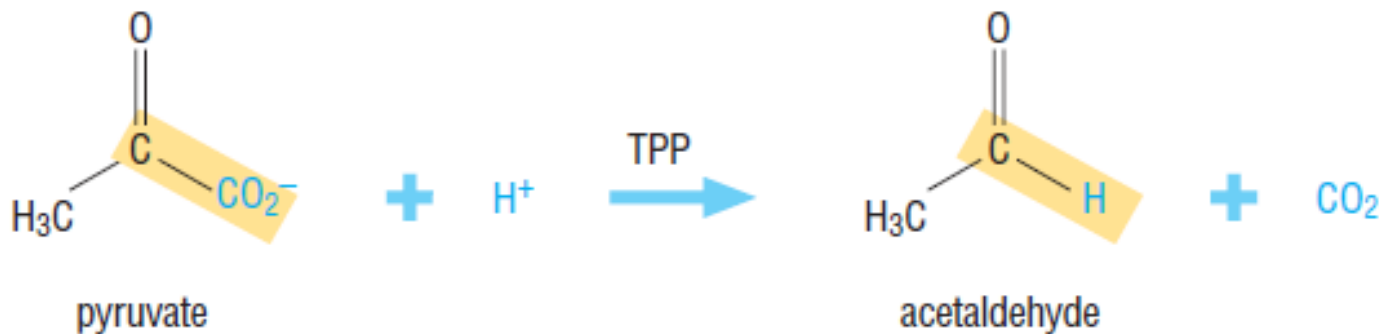 O O
C TPP C
CO₂⁻ + H⁺ H + CO₂
H₃C H₃C
pyruvate acetaldehyde